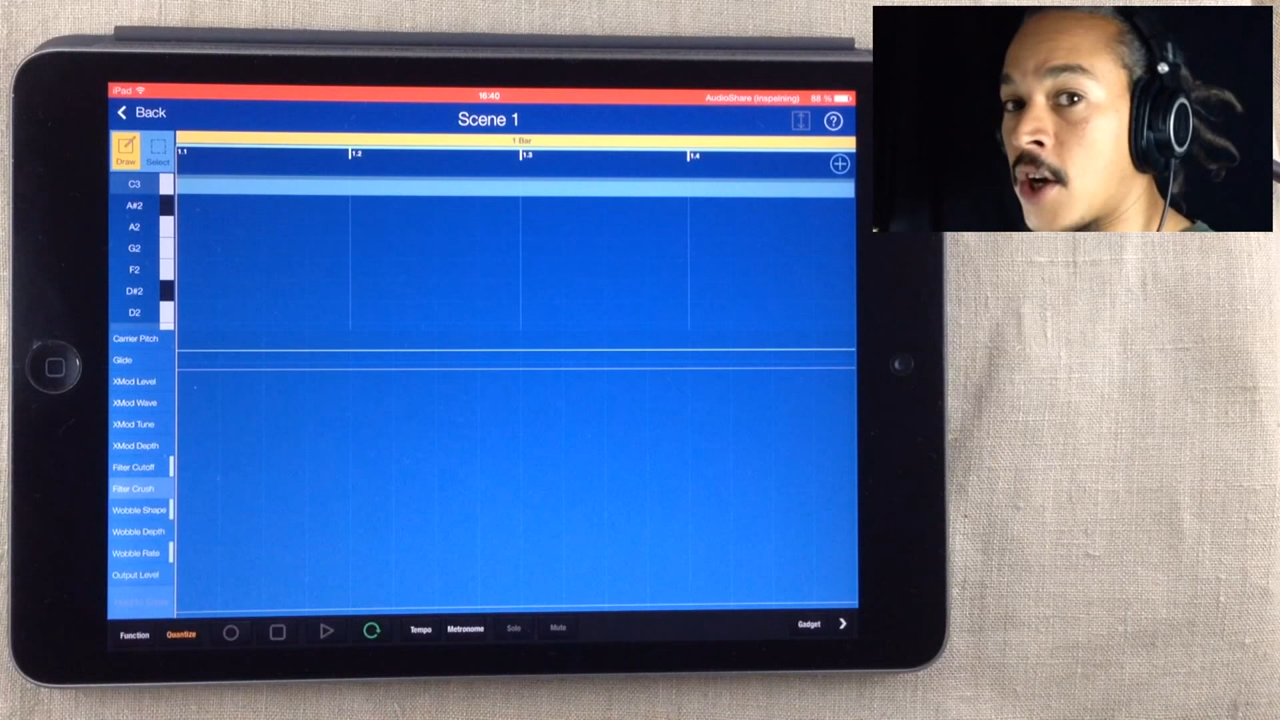 iPad 16:40 AudioShare (Inspelning) 88 %
Back Scene 1 ?
Draw Select
1 Bar
1.1 1.2 1.3 1.4
C3
A#2
A2
G2
F2
D#2
D2
Carrier Pitch
Glide
XMod Level
XMod Wave
XMod Tune
XMod Depth
Filter Cutoff
Filter Crush
Wobble Shape
Wobble Depth
Wobble Rate
Output Level
Function Quantize Tempo Metronome Solo Mute Gadget